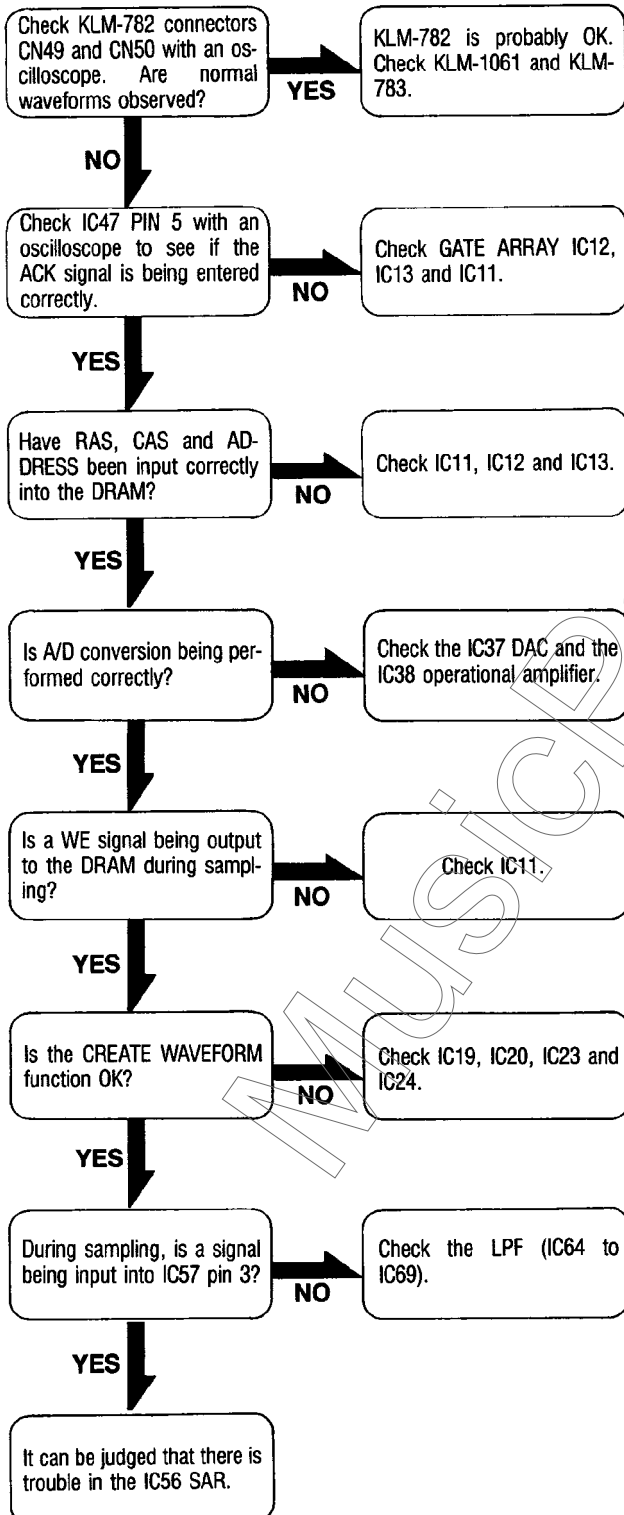 Check KLM-782 connectors
CN49 and CN50 with an os-
cilloscope. Are normal
waveforms observed?
YES
KLM-782 is probably OK.
Check KLM-1061 and KLM-
783.
NO
Check IC47 PIN 5 with an
oscilloscope to see if the
ACK signal is being entered
correctly.
NO
Check GATE ARRAY IC12,
IC13 and IC11.
YES
Have RAS, CAS and AD-
DRESS been input correctly
into the DRAM?
NO
Check IC11, IC12 and IC13.
YES
Is A/D conversion being per-
formed correctly?
NO
Check the IC37 DAC and the
IC38 operational amplifier.
YES
Is a WE signal being output
to the DRAM during sampl-
ing?
NO
Check IC11.
YES
Is the CREATE WAVEFORM
function OK?
NO
Check IC19, IC20, IC23 and
IC24.
YES
During sampling, is a signal
being input into IC57 pin 3?
NO
Check the LPF (IC64 to
IC69).
YES
It can be judged that there is
trouble in the IC56 SAR.
MusicP